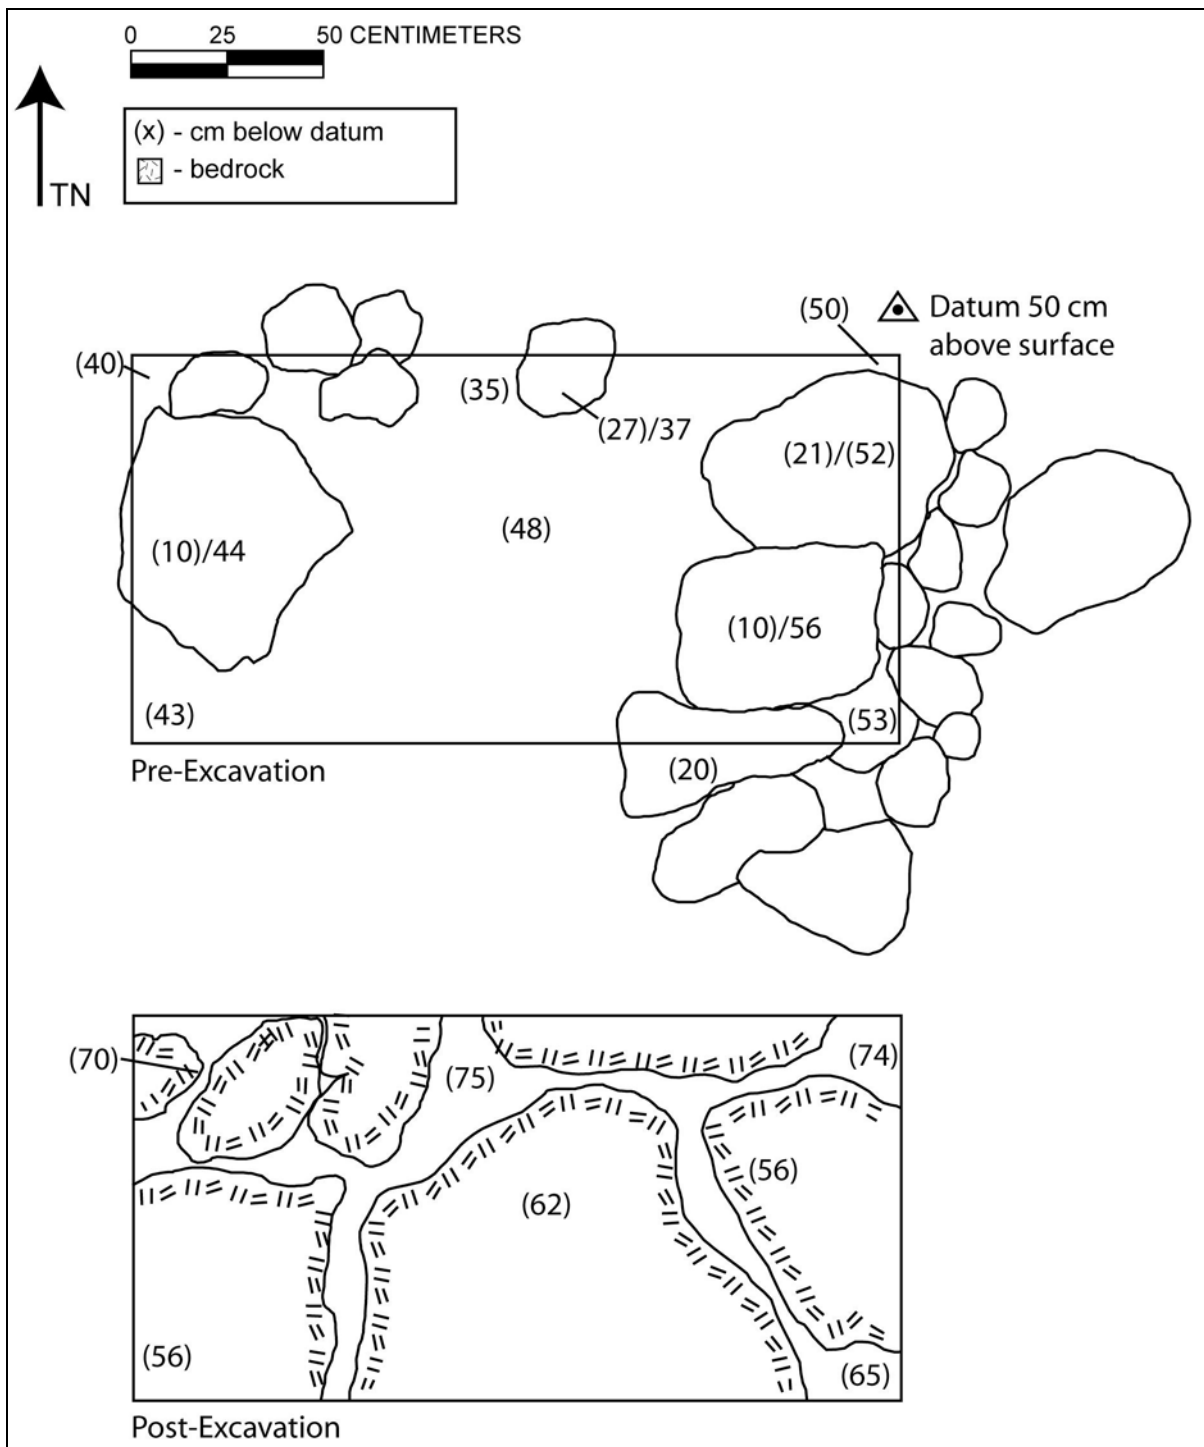 0 25 50 CENTIMETERS
TN
(x) - cm below datum
- bedrock
(50)
Datum 50 cm
above surface
(40)
(35)
(27)/37
(21)/(52)
(48)
(10)/44
(10)/56
(43)
(53)
(20)
Pre-Excavation
(70)
(75)
(74)
(56)
(62)
(56)
(65)
Post-Excavation